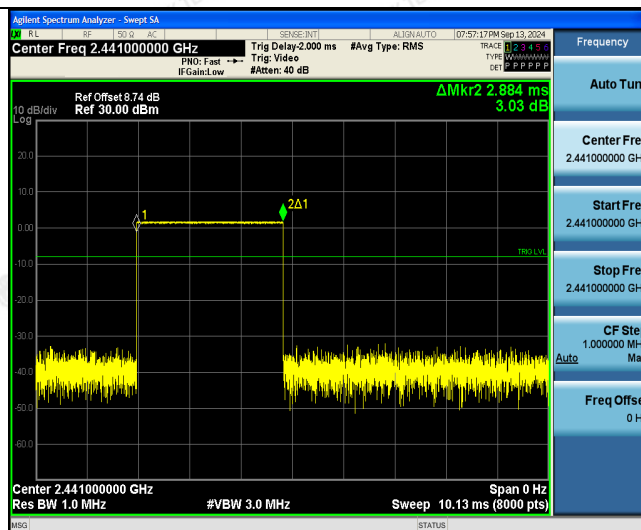 Agilent Spectrum Analyzer - Swept SA
LXI RL RF 50 Ω AC SENSE:INT ALIGN AUTO 07:57:17 PM Sep 13, 2024
Center Freq 2.441000000 GHz Trig Delay-2.000 ms #Avg Type: RMS TRACE 1 2 3 4 5 6
PNO: Fast Trig: Video TYPE WWWWWW
IFGain:Low #Atten: 40 dB DET P P P P P P
Frequency
ΔMkr2 2.884 ms
Ref Offset 8.74 dB
10 dB/div Ref 30.00 dBm 3.03 dB
Log
Auto Tun
20.0
10.0
0.00
-10.0
-20.0
-30.0
-40.0
-50.0
-60.0
1
2Δ1
TRIG LVL
Center Fre
2.441000000 GH
Start Fre
2.441000000 GH
Stop Fre
2.441000000 GH
CF Ste
1.000000 MH
Auto Ma
Freq Offse
0 H
Center 2.441000000 GHz Span 0 Hz
Res BW 1.0 MHz #VBW 3.0 MHz Sweep 10.13 ms (8000 pts)
MSG STATUS